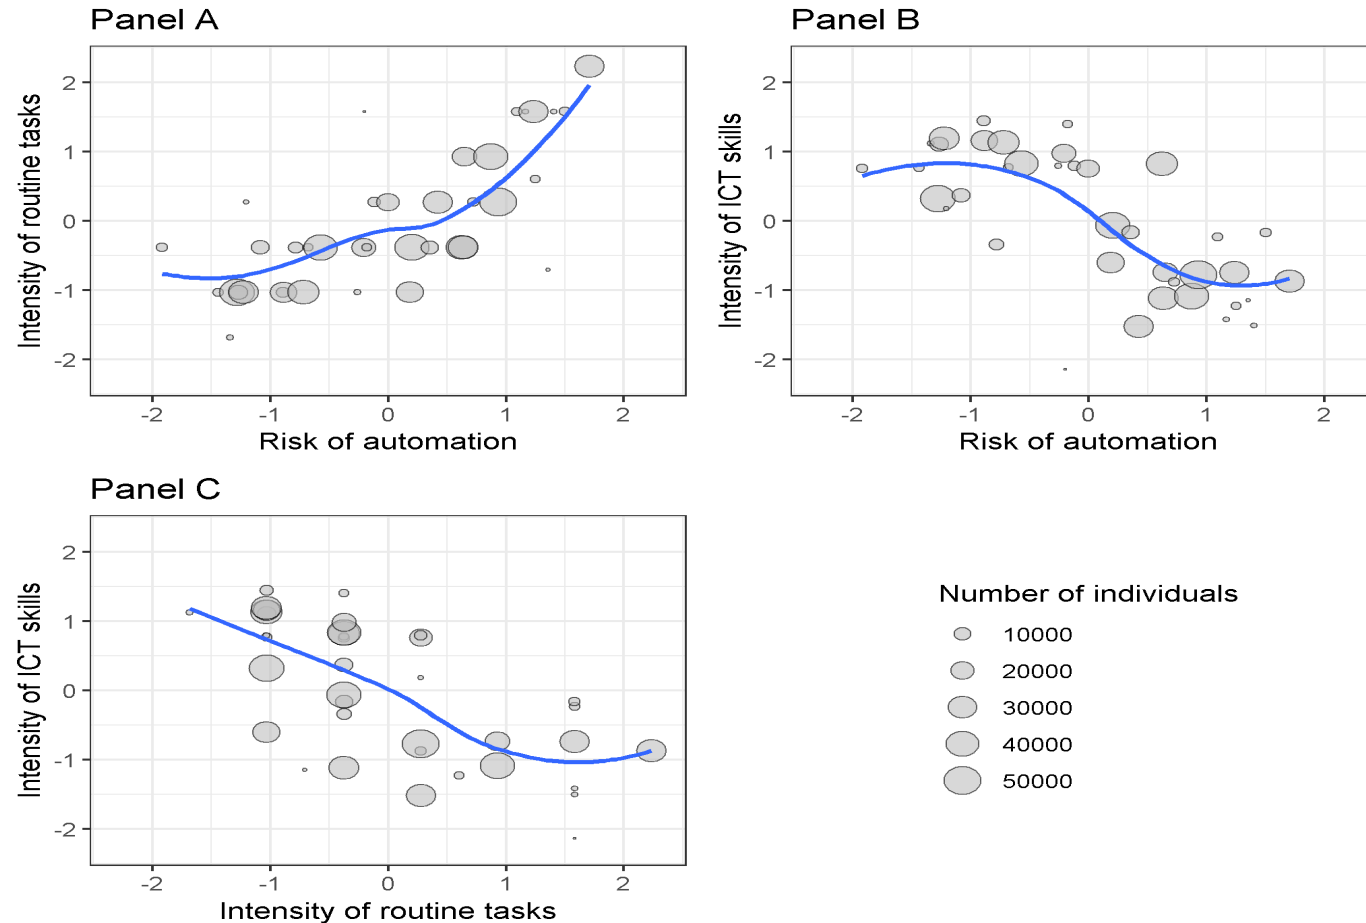 Panel A
Intensity of routine tasks
2
1
0
-1
-2
-2 -1 0 1 2
Risk of automation
Panel B
Intensity of ICT skills
2
1
0
-1
-2
-2 -1 0 1 2
Risk of automation
Panel C
Intensity of ICT skills
2
1
0
-1
-2
-2 -1 0 1 2
Intensity of routine tasks
Number of individuals
10000
20000
30000
40000
50000